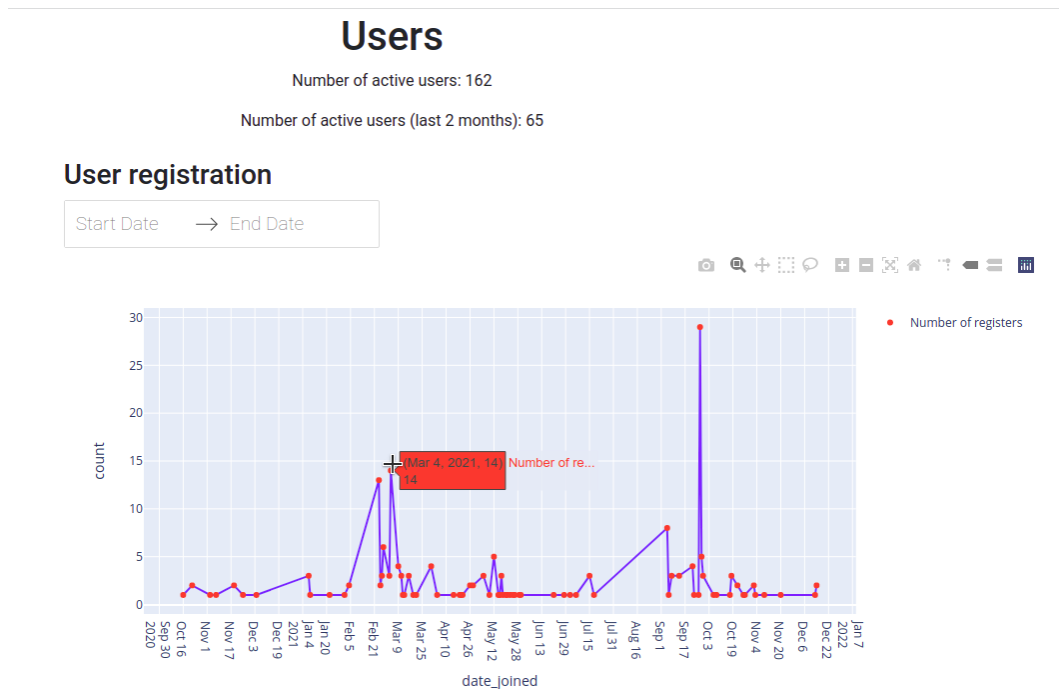 Users
Number of active users: 162
Number of active users (last 2 months): 65
User registration
Start Date → End Date
Number of registers
30
25
20
15
10
5
0
count
(Mar 4, 2021, 14) Number of re...
14
Sep 30
2020
Oct 16
Nov 1
Nov 17
Dec 3
Dec 19
Jan 4
2021
Jan 20
Feb 5
Feb 21
Mar 9
Mar 25
Apr 10
Apr 26
May 12
May 28
Jun 13
Jun 29
Jul 15
Jul 31
Aug 16
Sep 1
Sep 17
Oct 3
Oct 19
Nov 4
Nov 20
Dec 6
Dec 22
Jan 7
2022
date_joined